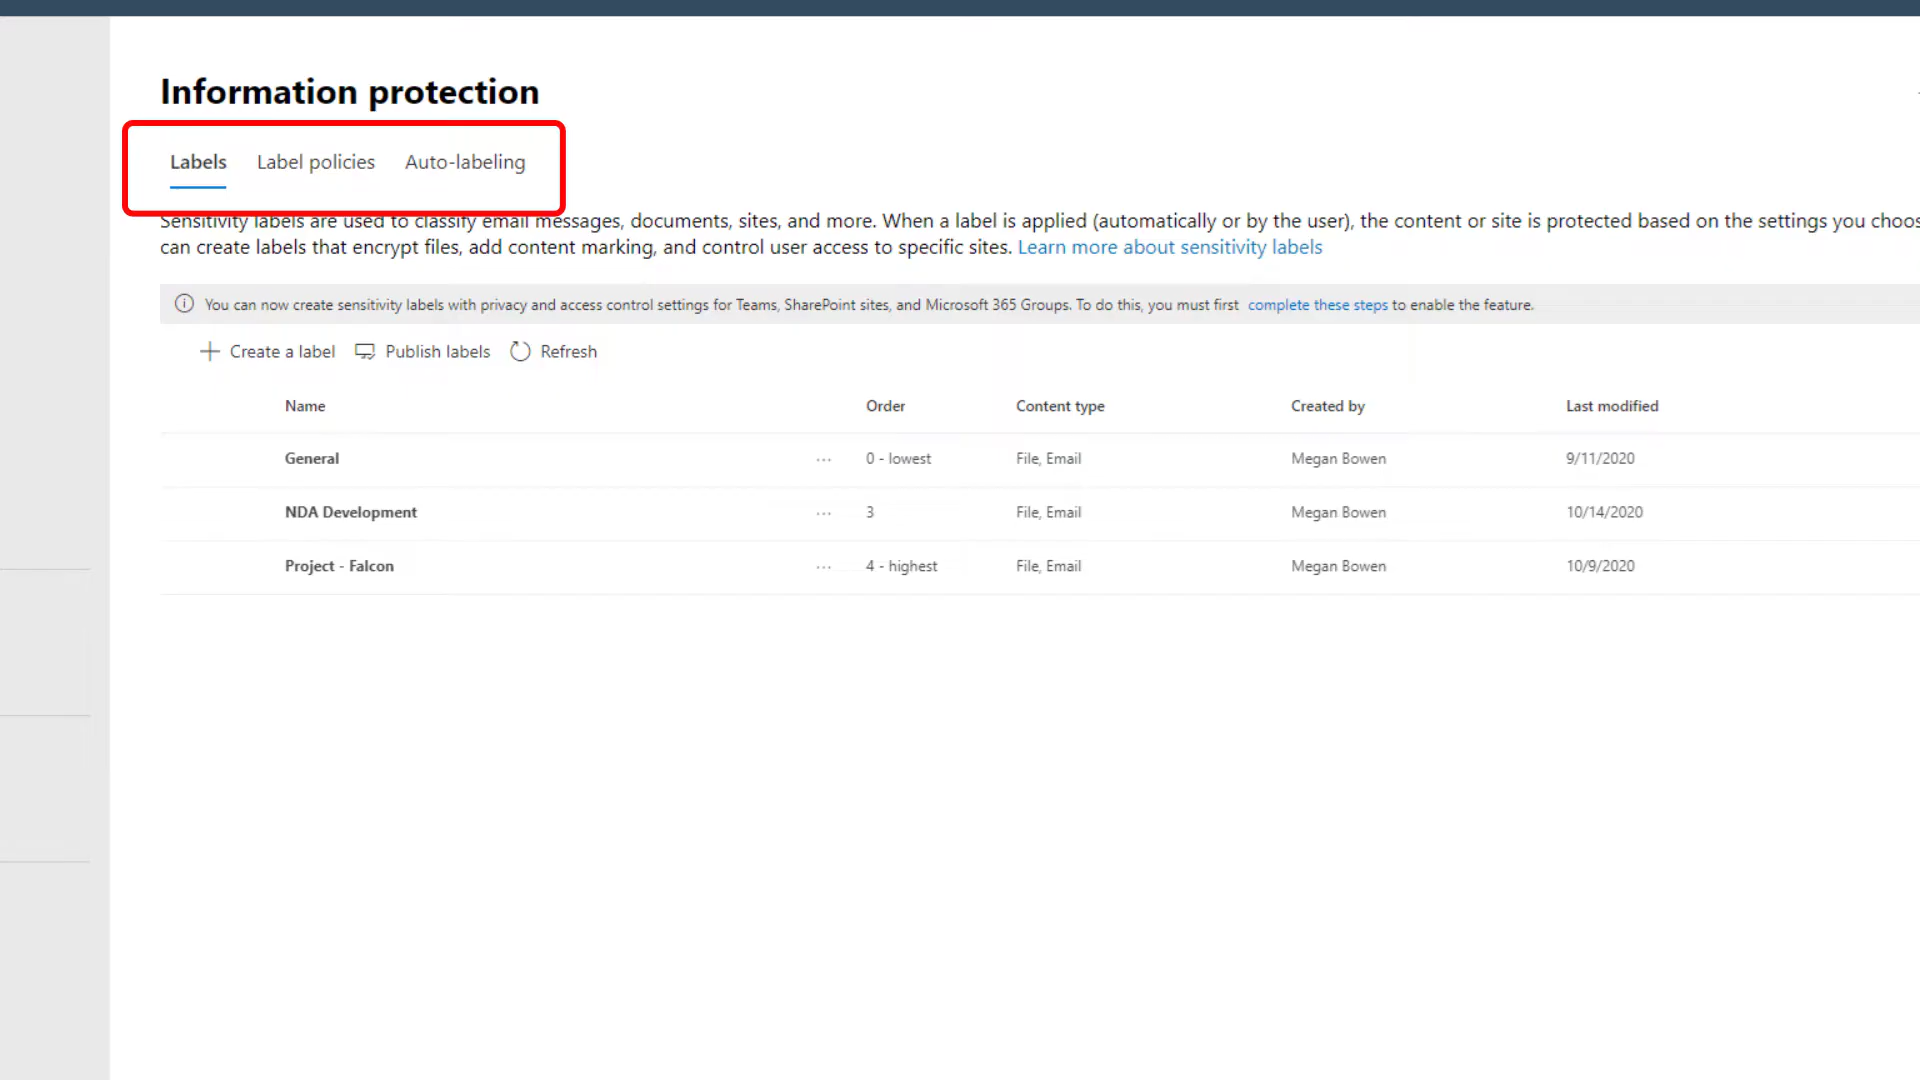 Information protection
Labels Label policies Auto-labeling
Sensitivity labels are used to classify email messages, documents, sites, and more. When a label is applied (automatically or by the user), the content or site is protected based on the settings you choos
can create labels that encrypt files, add content marking, and control user access to specific sites. Learn more about sensitivity labels
You can now create sensitivity labels with privacy and access control settings for Teams, SharePoint sites, and Microsoft 365 Groups. To do this, you must first complete these steps to enable the feature.
Create a label Publish labels Refresh
Name Order Content type Created by Last modified
General ... 0 - lowest File, Email Megan Bowen 9/11/2020
NDA Development ... 3 File, Email Megan Bowen 10/14/2020
Project - Falcon ... 4 - highest File, Email Megan Bowen 10/9/2020